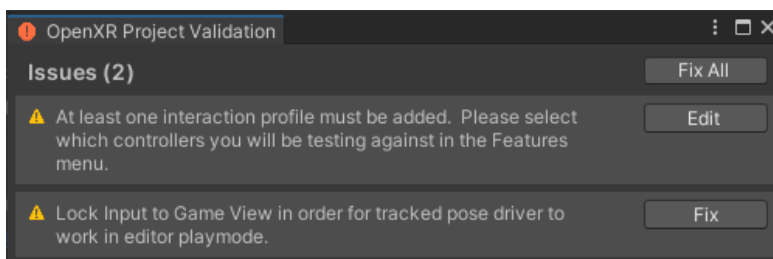 OpenXR Project Validation
Issues (2)
Fix All
At least one interaction profile must be added. Please select
which controllers you will be testing against in the Features
menu.
Edit
Lock Input to Game View in order for tracked pose driver to
work in editor playmode.
Fix